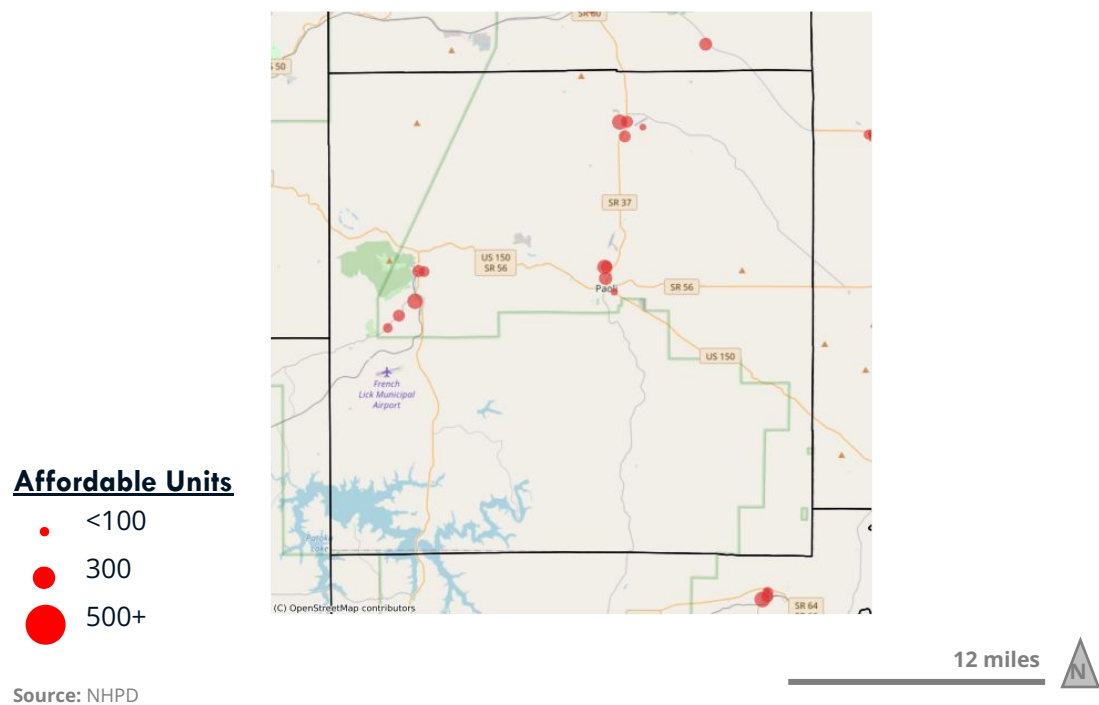 SR 60
50
SR 37
US 150
SR 56
Paoli
SR 56
US 150
French
Lick Municipal
Airport
Affordable Units
<100
300
500+
Patoka
Lake
(C) OpenStreetMap contributors
SR 64
12 miles
N
Source: NHPD